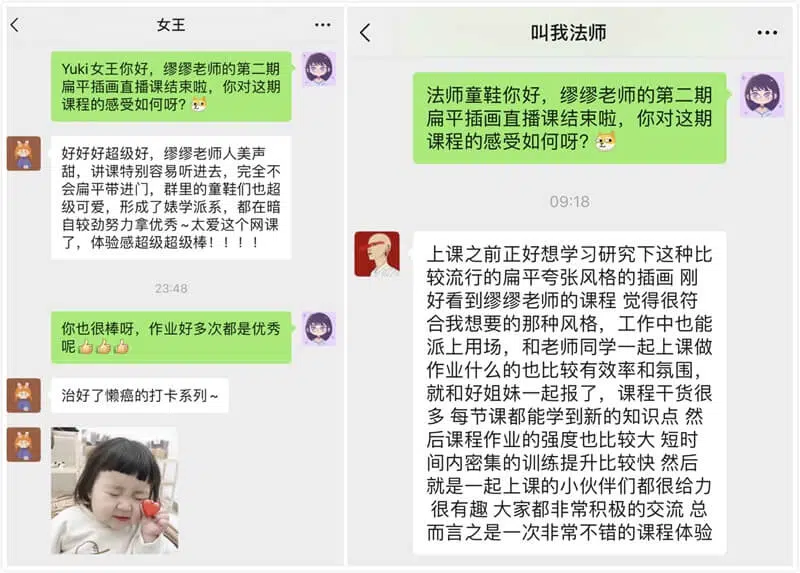 女王
Yuki女王你好，缪缪老师的第二期
扁平插画直播课结束啦，你对这期
课程的感受如何呀？
好好好超级好，缪缪老师人美声
甜，讲课特别容易听进去，完全不
会扁平带进门，群里的童鞋们也超
级可爱，形成了婊学派系，都在暗
自较劲努力拿优秀~太爱这个网课
了，体验感超级超级棒！！！！
23:48
你也很棒呀，作业好多次都是优秀
呢👍👍👍
治好了懒癌的打卡系列~
叫我法师
法师童鞋你好，缪缪老师的第二期
扁平插画直播课结束啦，你对这期
课程的感受如何呀？
09:18
上课之前正好想学习研究下这种比
较流行的扁平夸张风格的插画 刚
好看到缪缪老师的课程 觉得很符
合我想要的那种风格，工作中也能
派上用场，和老师同学一起上课做
作业什么的也比较有效率和氛围，
就和好姐妹一起报了，课程干货很
多 每节课都能学到新的知识点 然
后课程作业的强度也比较大 短时
间内密集的训练提升比较快 然后
就是一起上课的小伙伴们都很给力
很有趣 大家都非常积极的交流 总
而言之是一次非常不错的课程体验